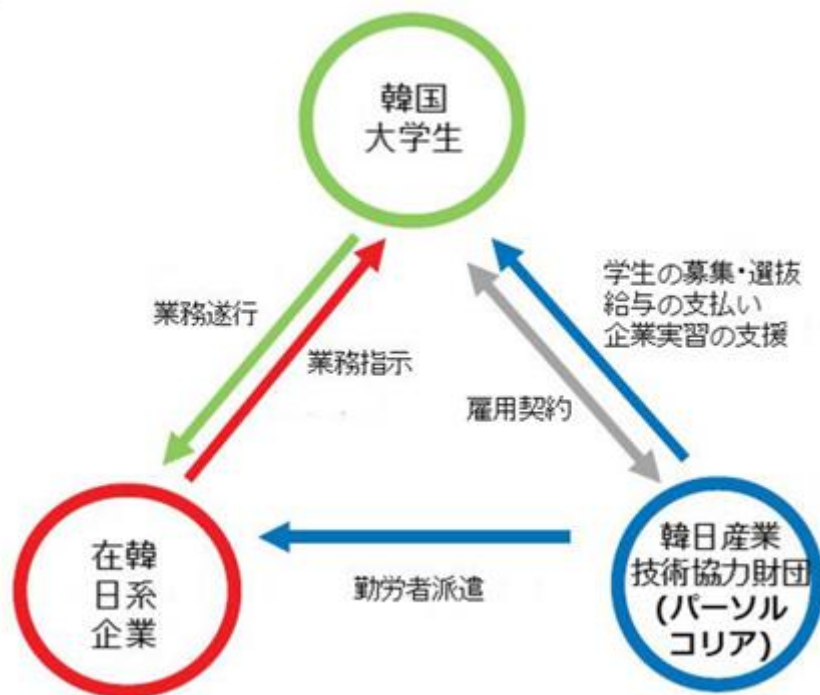 韓国
大学生
業務遂行
業務指示
学生の募集・選抜
給与の支払い
企業実習の支援
雇用契約
在韓
日系
企業
勤労者派遣
韓日産業
技術協力財団
(パーソル
コリア)